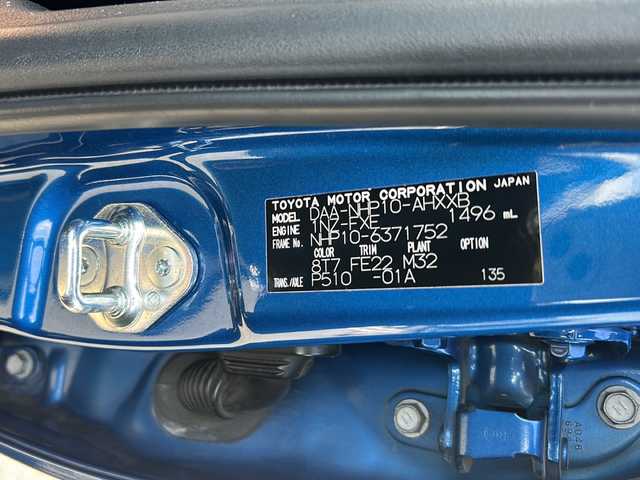 TOYOTA MOTOR CORPORATION JAPAN
MODEL DAA-NHP10-AHXXB
ENGINE 1NZ-FXE 1496 mL
FRAME No. NHP10-6371752
COLOR TRIM PLANT OPTION
8T7 FE22 M32
TRANS./AXLE P510 -01A 135
AD46